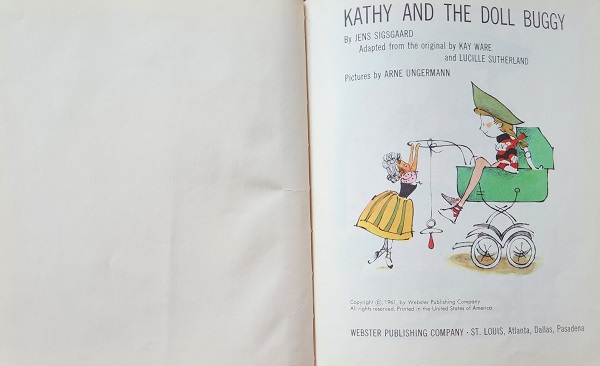 KATHY AND THE DOLL BUGGY
By JENS SIGSGAARD
Adapted from the original by KAY WARE
and LUCILLE SUTHERLAND
Pictures by ARNE UNGERMANN
Copyright ©, 1961, by Webster Publishing Company
All rights reserved. Printed in the United States of America.
WEBSTER PUBLISHING COMPANY · ST. LOUIS, Atlanta, Dallas, Pasadena